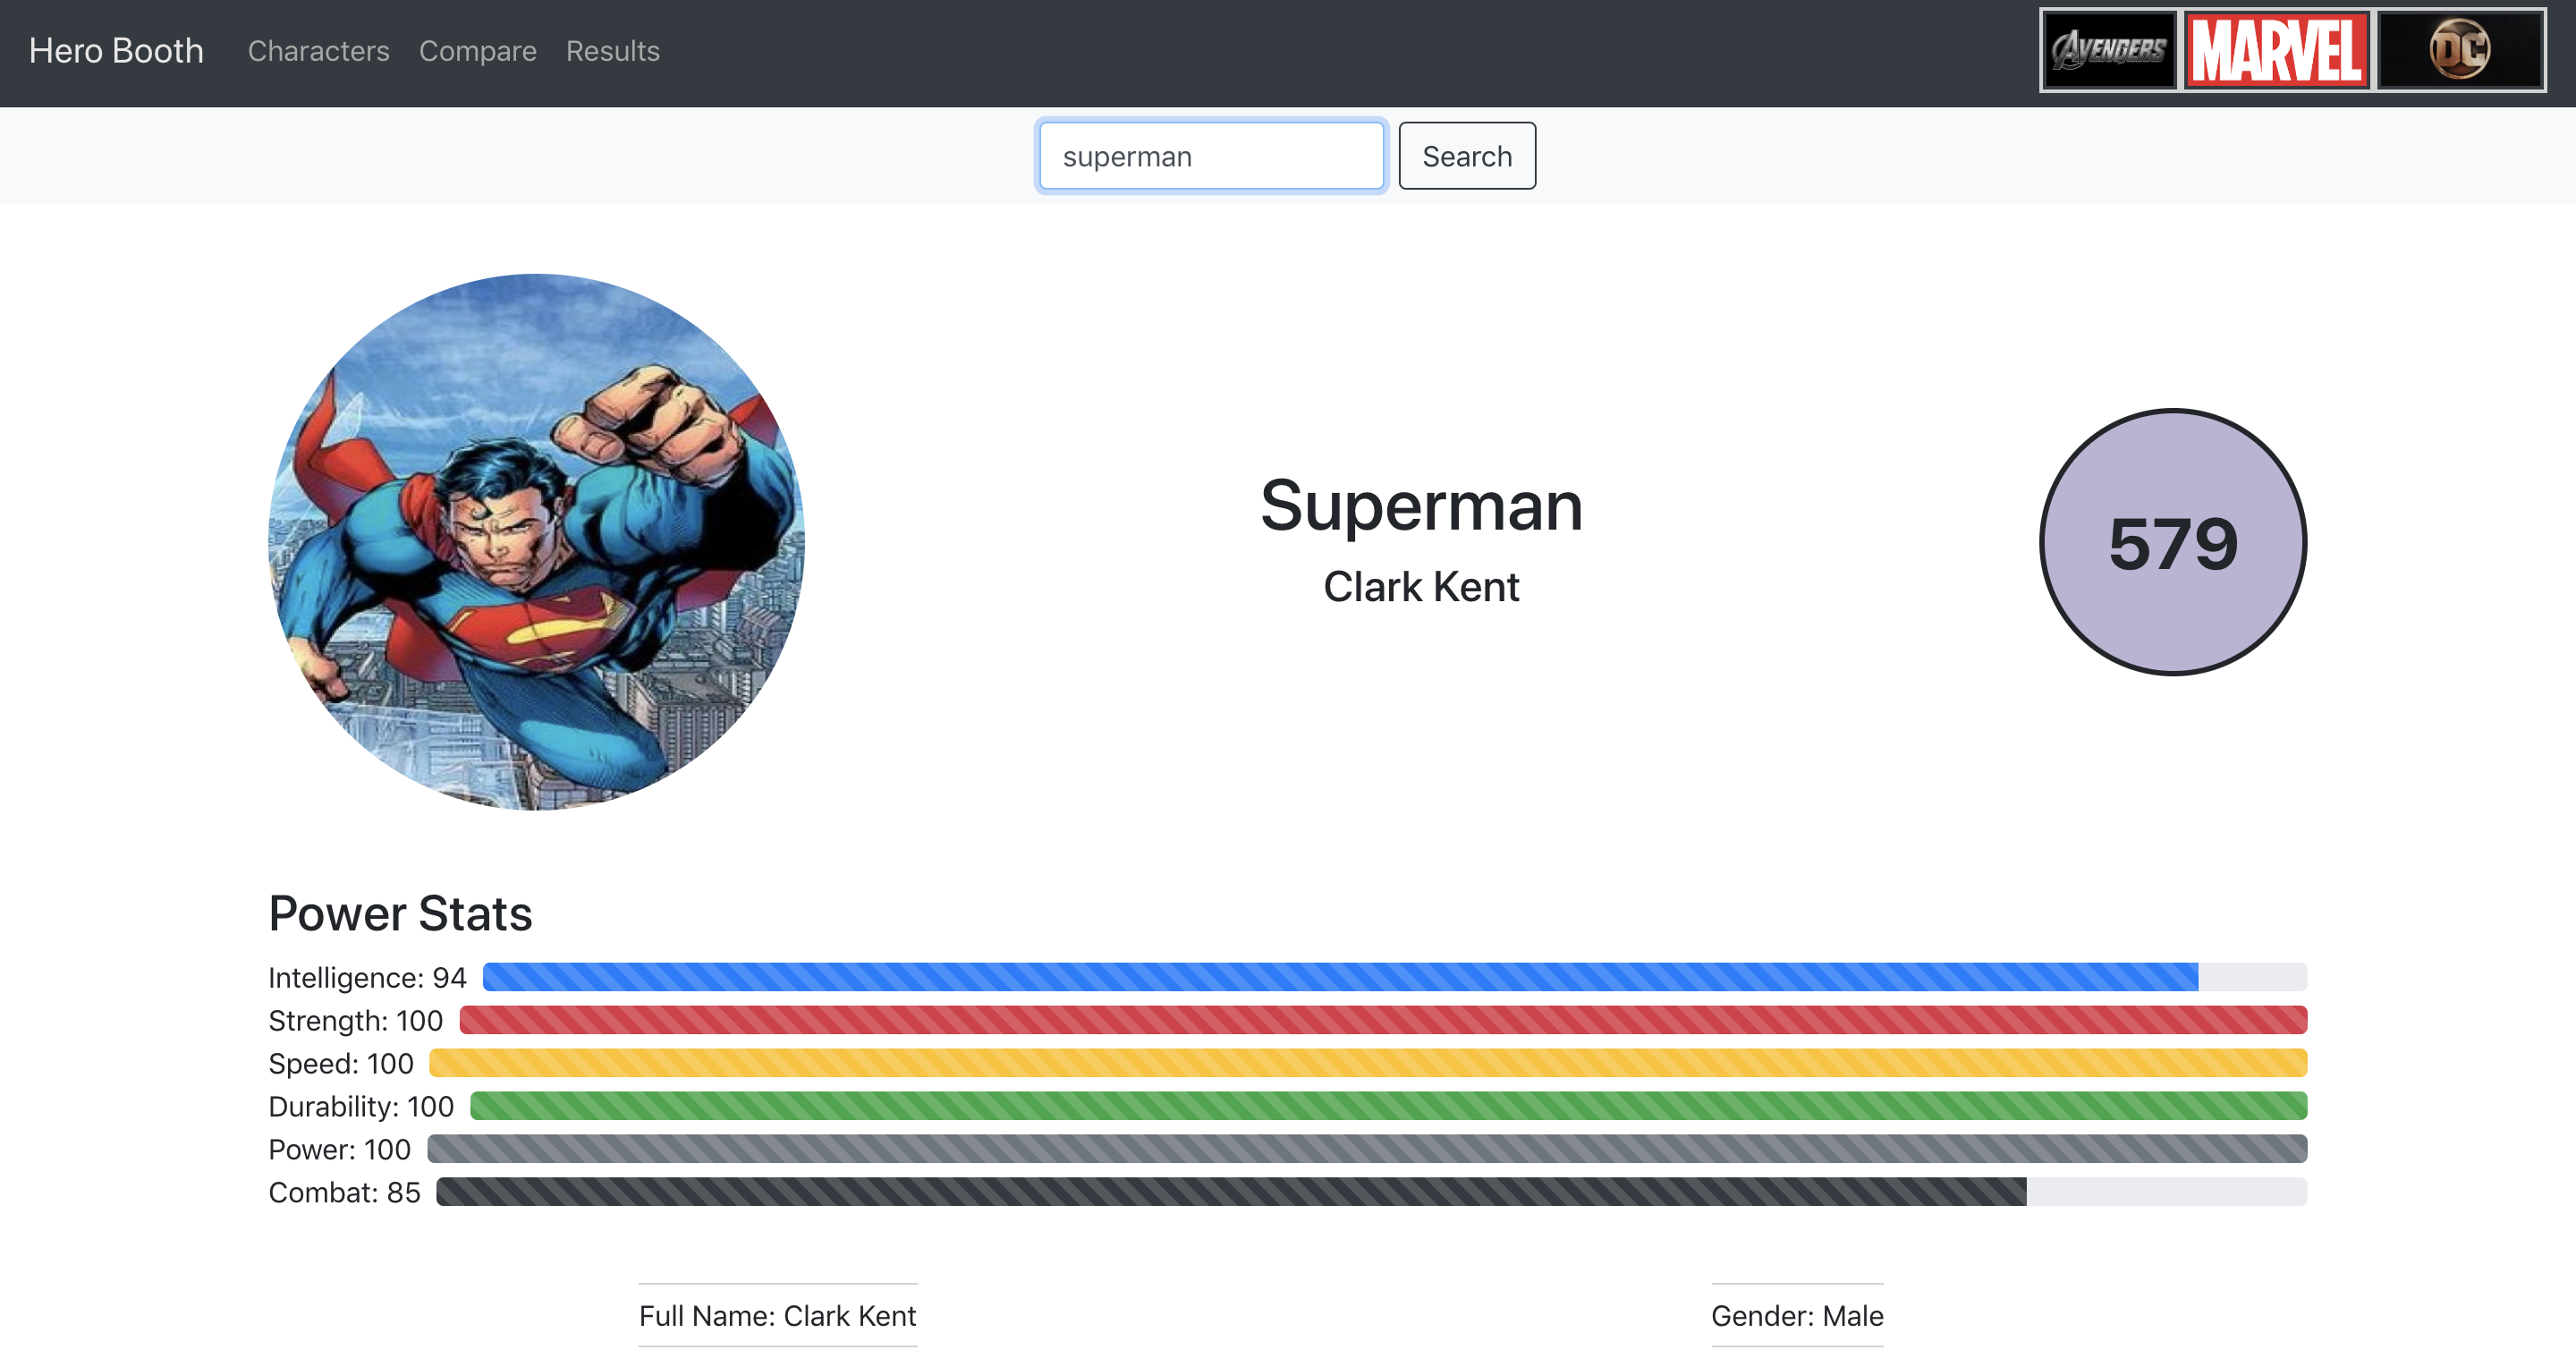 Hero Booth Characters Compare Results AVENGERS MARVEL DC
superman Search
Superman
Clark Kent
579
Power Stats
Intelligence: 94
Strength: 100
Speed: 100
Durability: 100
Power: 100
Combat: 85
Full Name: Clark Kent Gender: Male